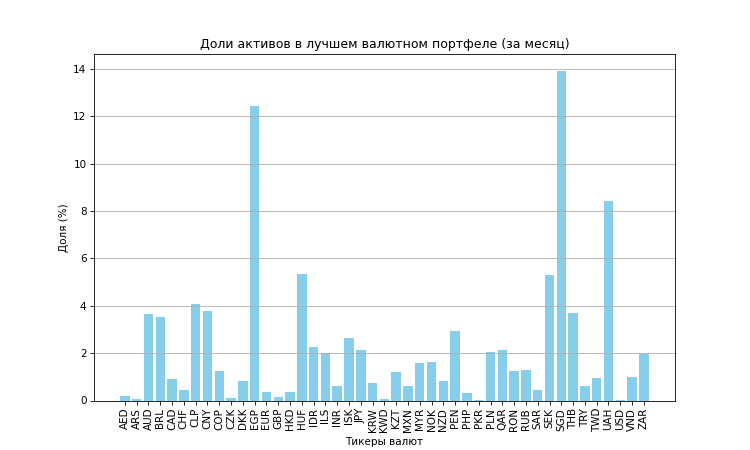 Доли активов в лучшем валютном портфеле (за месяц)
Доля (%)
14
12
10
8
6
4
2
0
AED ARS AUD BRL CAD CHF CLP CNY COP CZK DKK EGP EUR GBP HKD HUF IDR ILS INR ISK JPY KRW KWD KZT MXN MYR NOK NZD PEN PHP PKR PLN QAR RON RUB SAR SEK SGD THB TRY TWD UAH USD VND ZAR
Тикеры валют